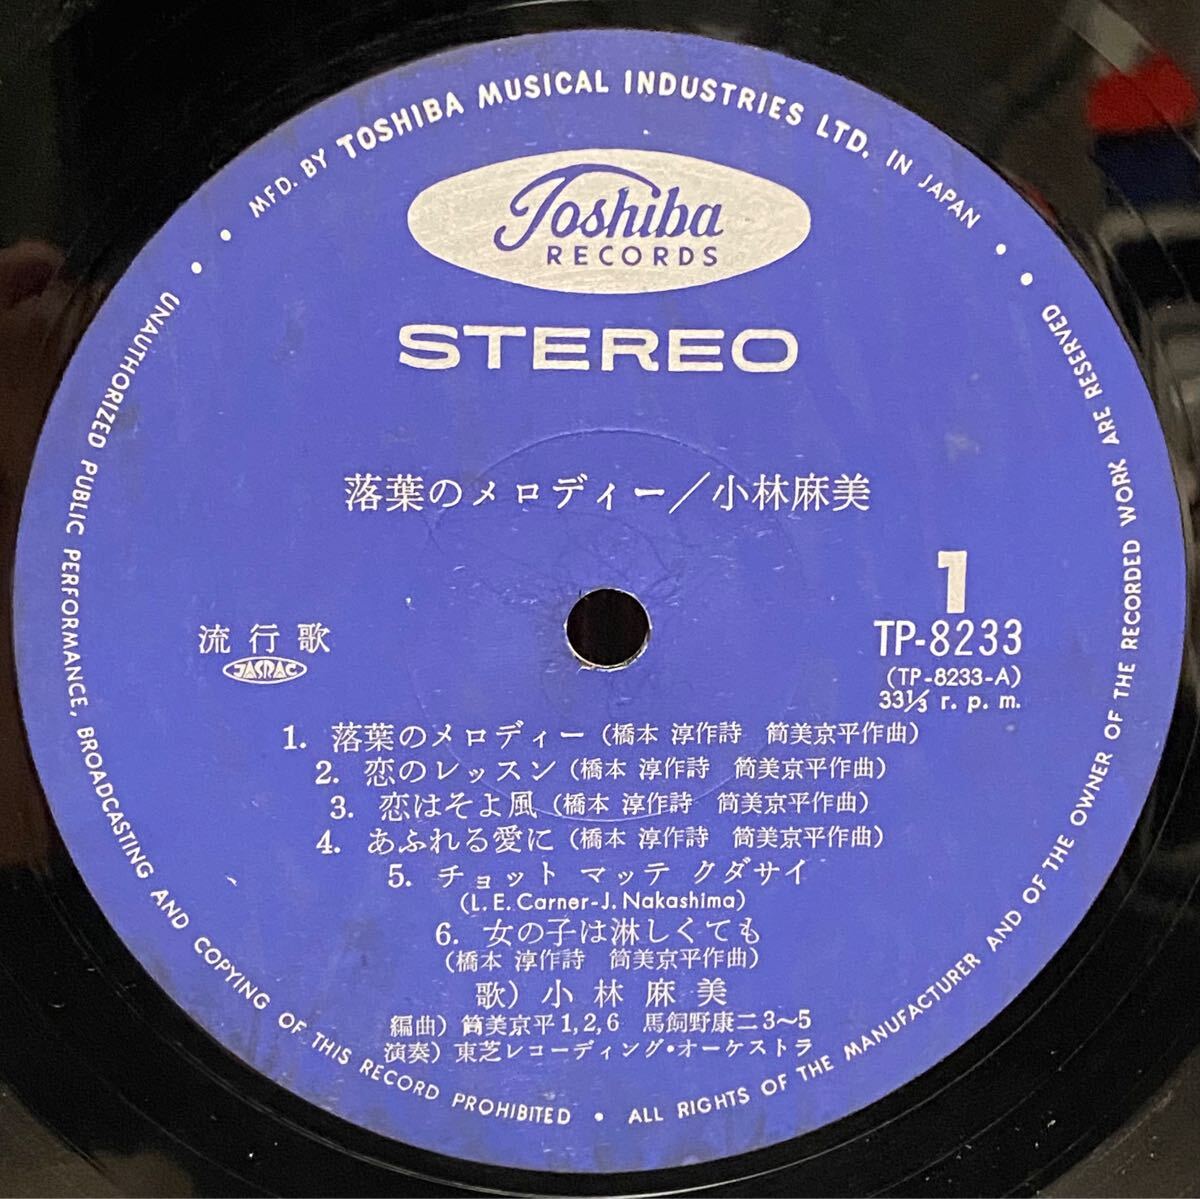 MFD. BY TOSHIBA MUSICAL INDUSTRIES LTD. IN JAPAN
Toshiba
RECORDS
STEREO
落葉のメロディー/小林麻美
1
流行歌
JASRAC
TP-8233
(TP-8233-A)
33⅓ r. p. m.
1. 落葉のメロディー(橋本 淳作詩 筒美京平作曲)
2. 恋のレッスン(橋本 淳作詩 筒美京平作曲)
3. 恋はそよ風(橋本 淳作詩 筒美京平作曲)
4. あふれる愛に(橋本 淳作詩 筒美京平作曲)
5. チョット マッテ クダサイ
(L. E. Carner-J. Nakashima)
6. 女の子は淋しくても
(橋本 淳作詩 筒美京平作曲)
歌)小 林 麻 美
編曲)筒美京平1,2,6 馬飼野康二3〜5
演奏)東芝レコーディング・オーケストラ
UNAUTHORIZED PUBLIC PERFORMANCE, BROADCASTING AND COPYING OF THIS RECORD PROHIBITED • ALL RIGHTS OF THE MANUFACTURER AND OF THE OWNER OF THE RECORDED WORK ARE RESERVED